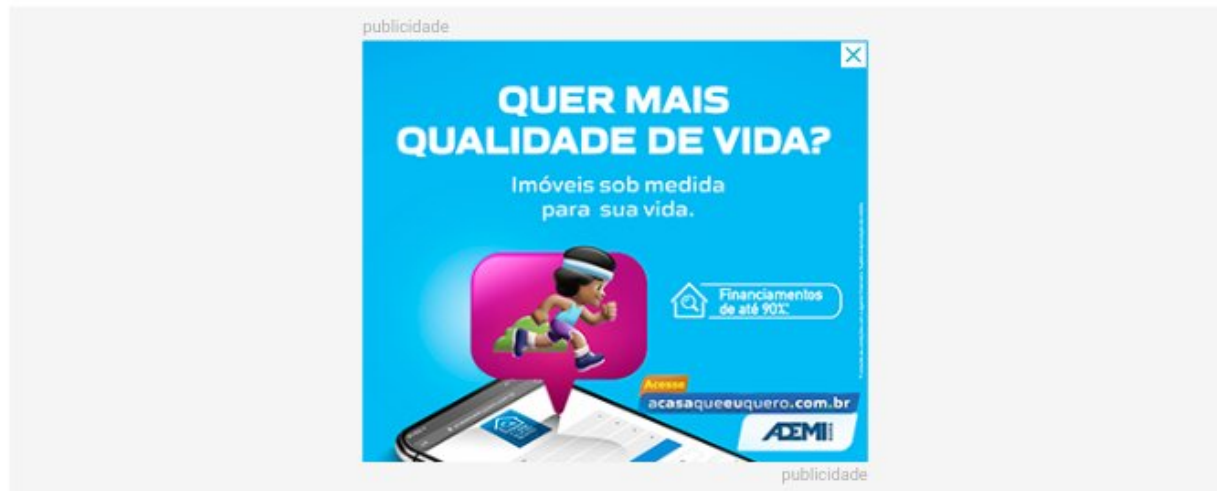 publicidade
QUER MAIS
QUALIDADE DE VIDA?
Imóveis sob medida
para sua vida.
Financiamentos
de até 90%*
Acesse
acasaqueeuquero.com.br
ADEMI
publicidade